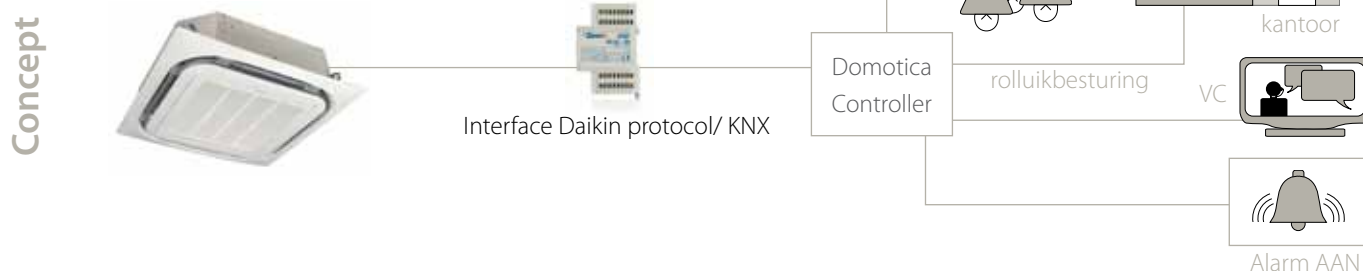 Concept
kantoor
Domotica
Controller
rolluikbesturing
VC
Interface Daikin protocol/ KNX
Alarm AAN